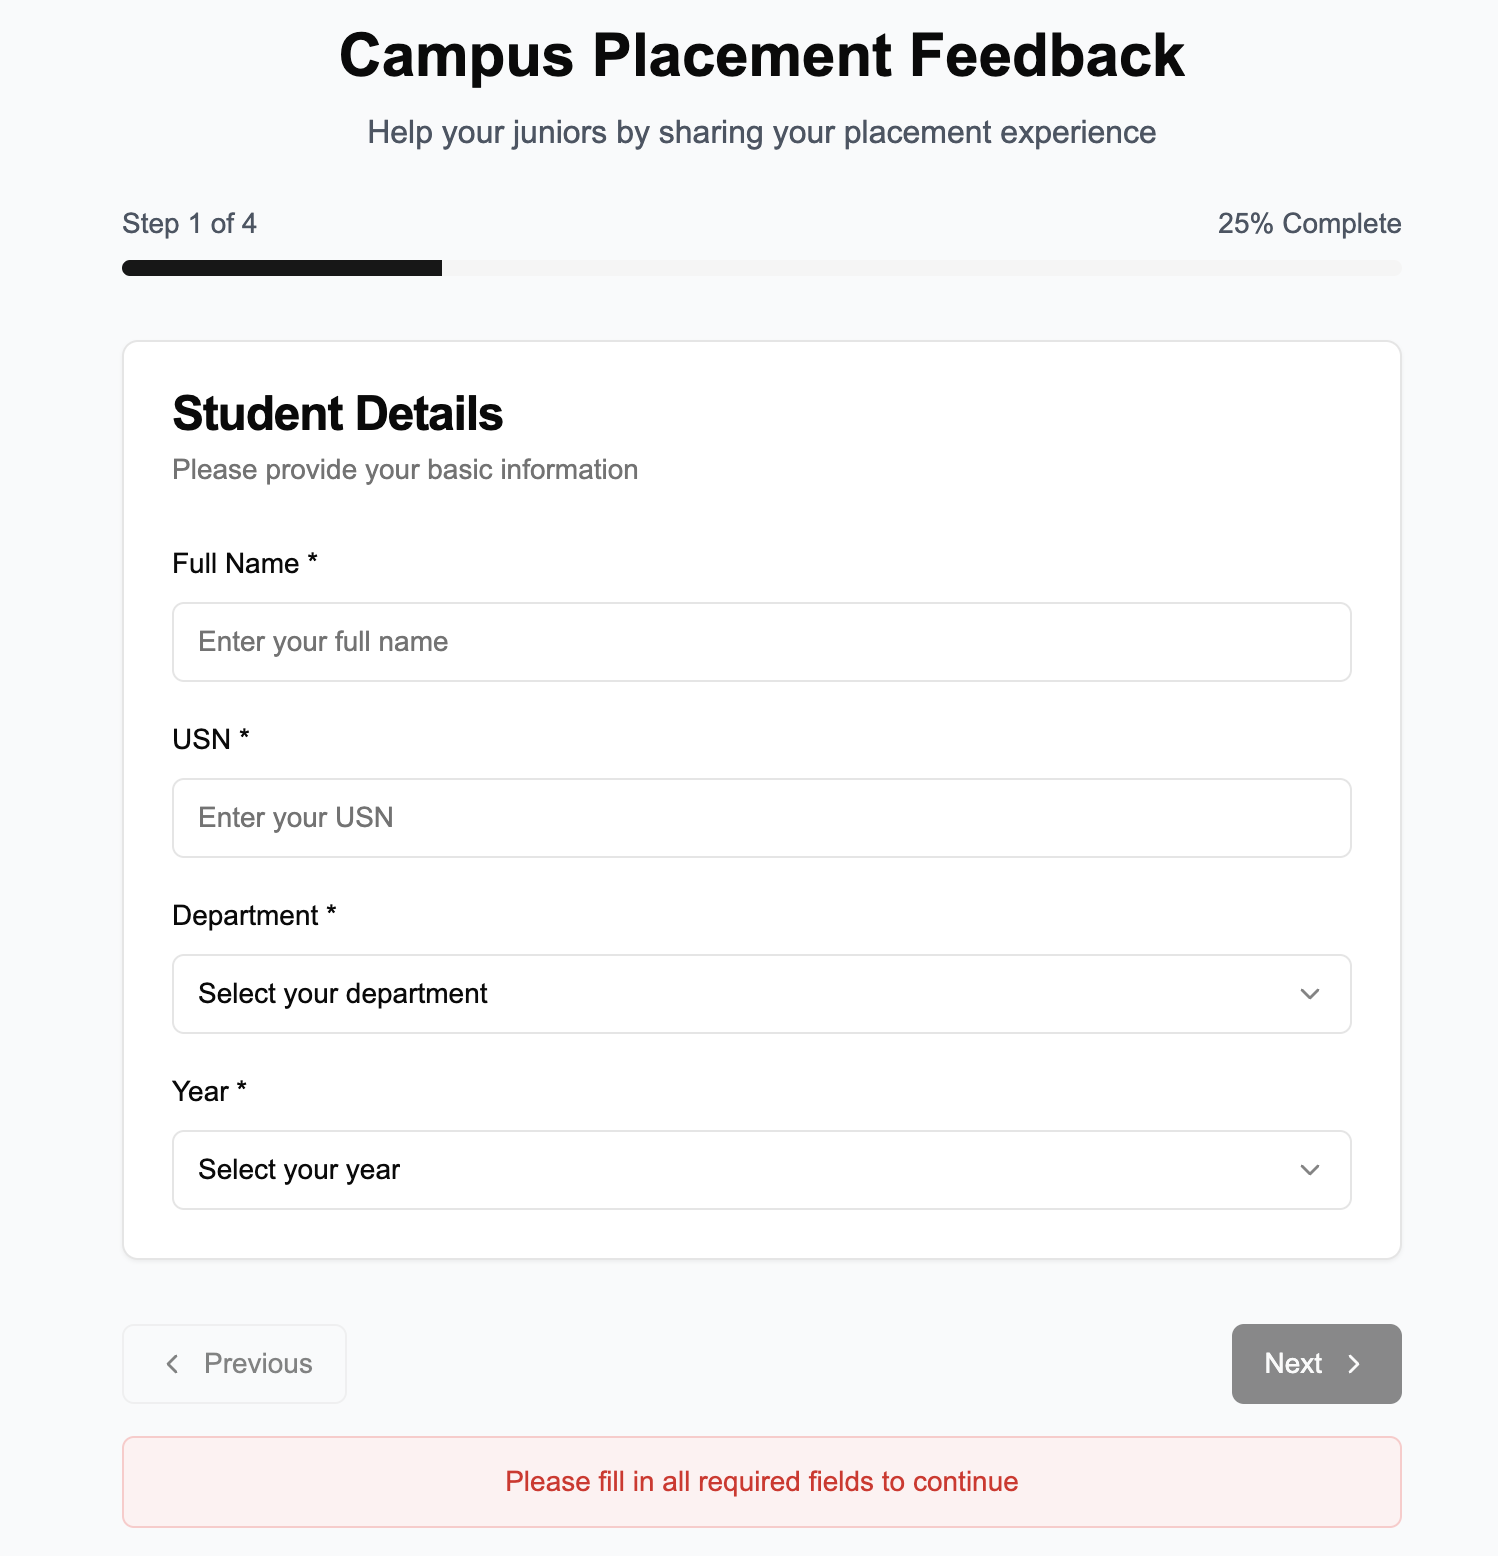 Campus Placement Feedback
Help your juniors by sharing your placement experience
Step 1 of 4
25% Complete
Student Details
Please provide your basic information
Full Name *
Enter your full name
USN *
Enter your USN
Department *
Select your department
Year *
Select your year
Previous
Next
Please fill in all required fields to continue